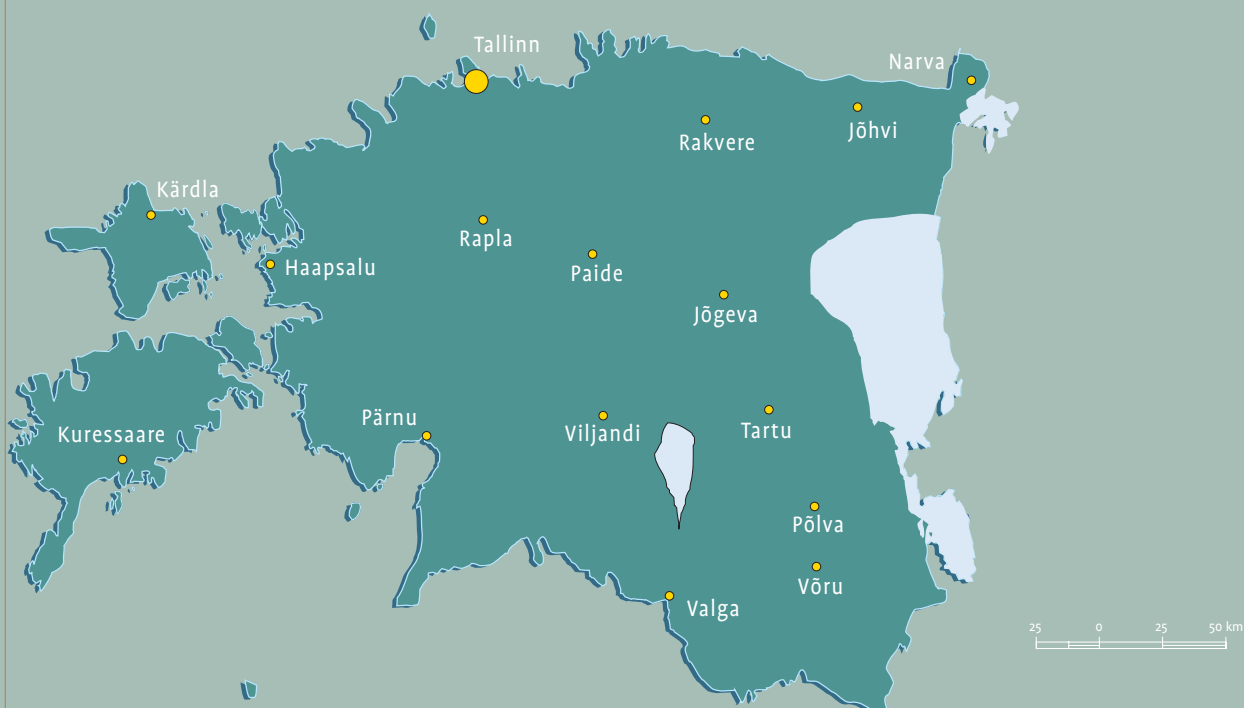 Tallinn
Narva
Jõhvi
Rakvere
Kärdla
Rapla
Haapsalu
Paide
Jõgeva
Pärnu
Viljandi
Tartu
Kuressaare
Põlva
Võru
Valga
25 0 25 50 km